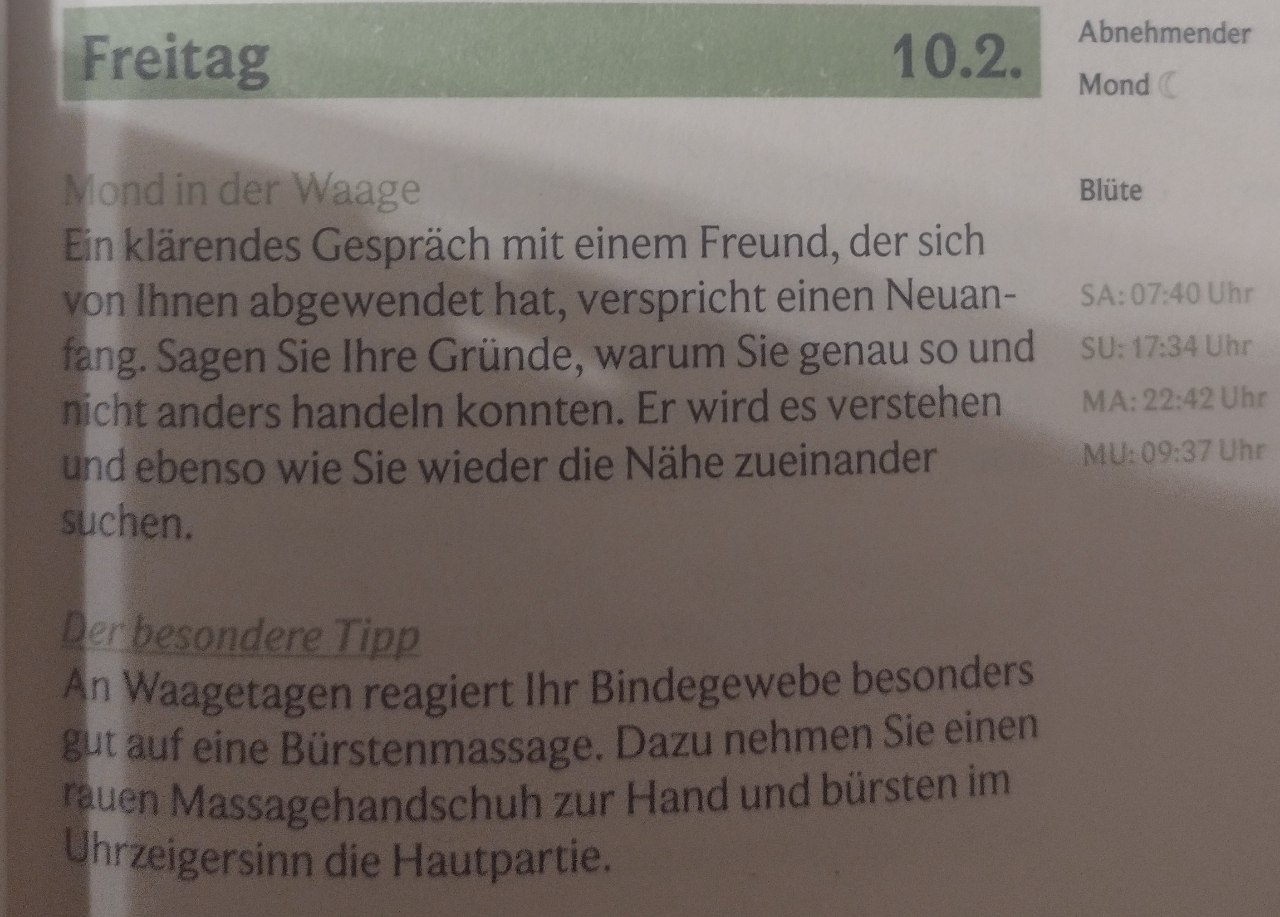 Freitag 10.2.
Abnehmender
Mond ☾
Mond in der Waage
Ein klärendes Gespräch mit einem Freund, der sich
von Ihnen abgewendet hat, verspricht einen Neuan-
fang. Sagen Sie Ihre Gründe, warum Sie genau so und
nicht anders handeln konnten. Er wird es verstehen
und ebenso wie Sie wieder die Nähe zueinander
suchen.
Der besondere Tipp
An Waagetagen reagiert Ihr Bindegewebe besonders
gut auf eine Bürstenmassage. Dazu nehmen Sie einen
rauen Massagehandschuh zur Hand und bürsten im
Uhrzeigersinn die Hautpartie.
Blüte
SA: 07:40 Uhr
SU: 17:34 Uhr
MA: 22:42 Uhr
MU: 09:37 Uhr